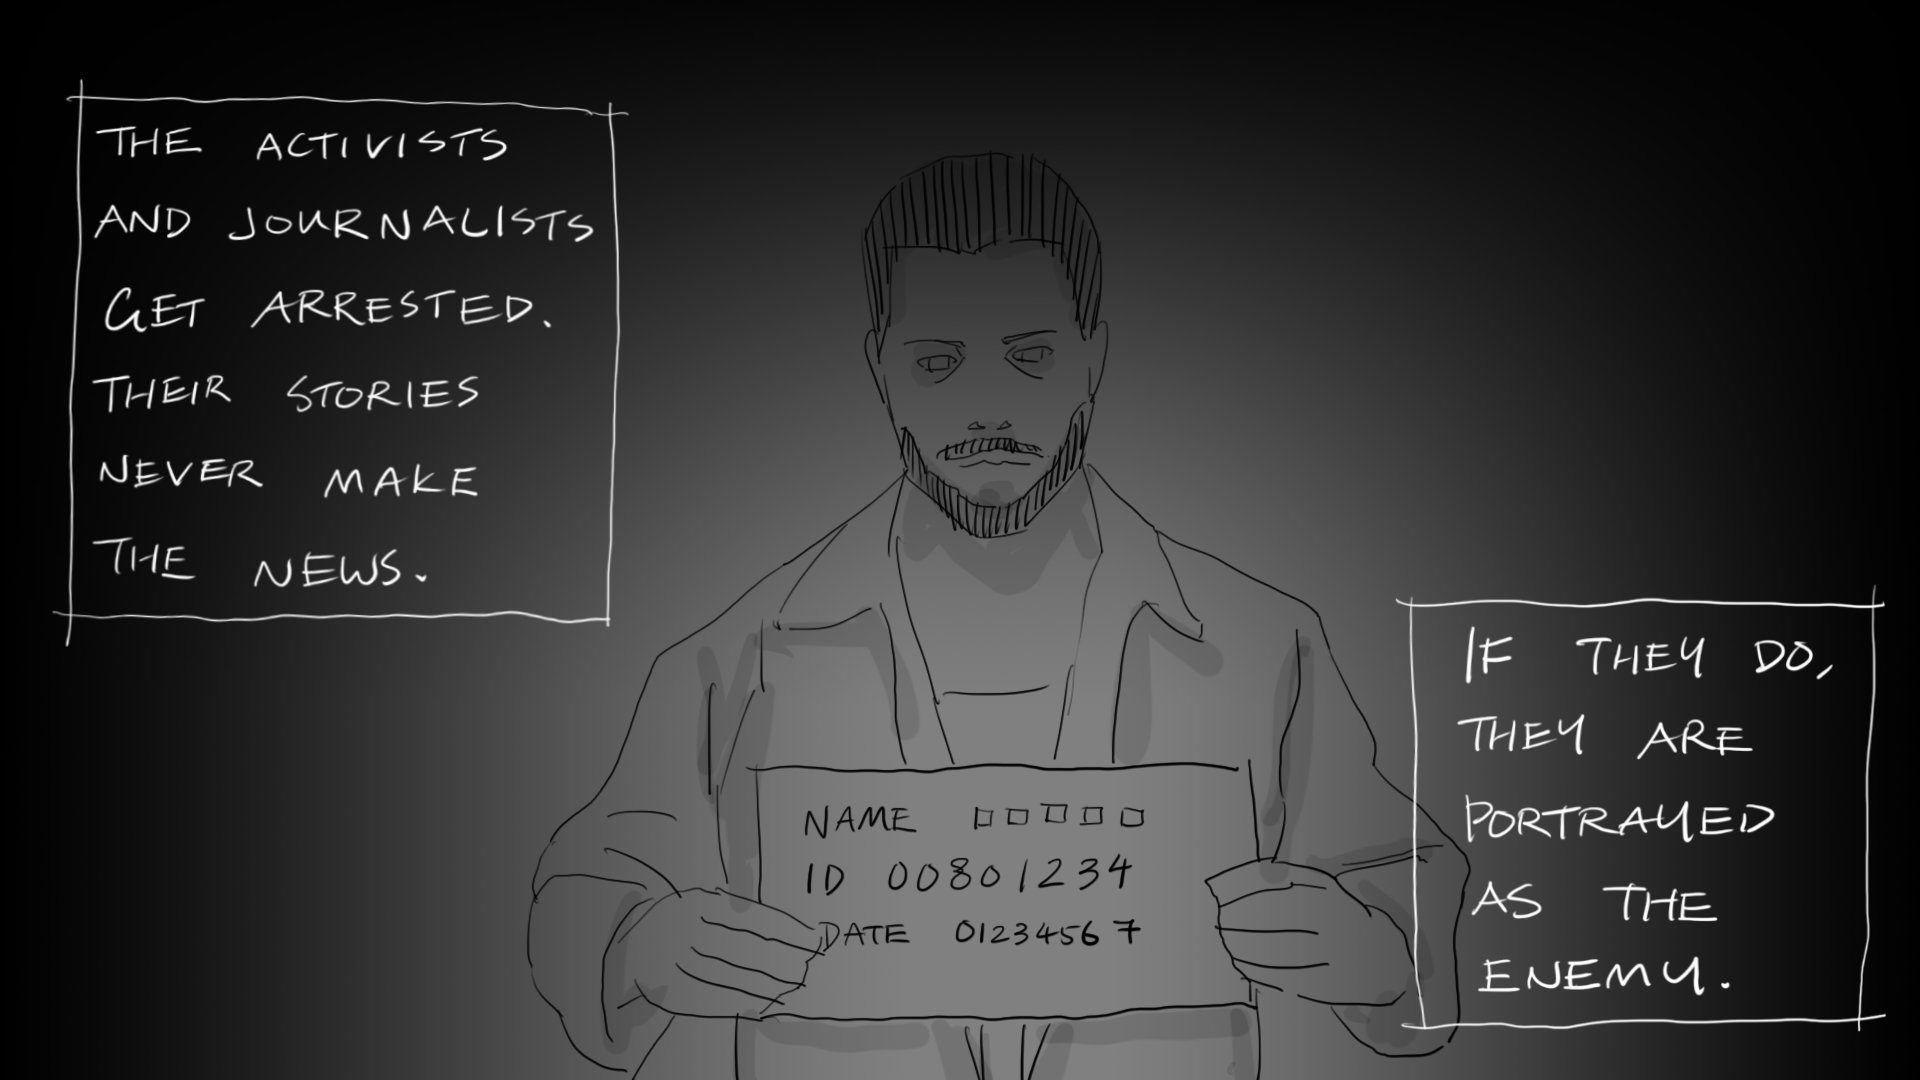 THE ACTIVISTS
AND JOURNALISTS
GET ARRESTED.
THEIR STORIES
NEVER MAKE
THE NEWS.
IF THEY DO,
THEY ARE
PORTRAYED
AS THE
ENEMY.
NAME □□□□□
ID 00801234
DATE 01234567